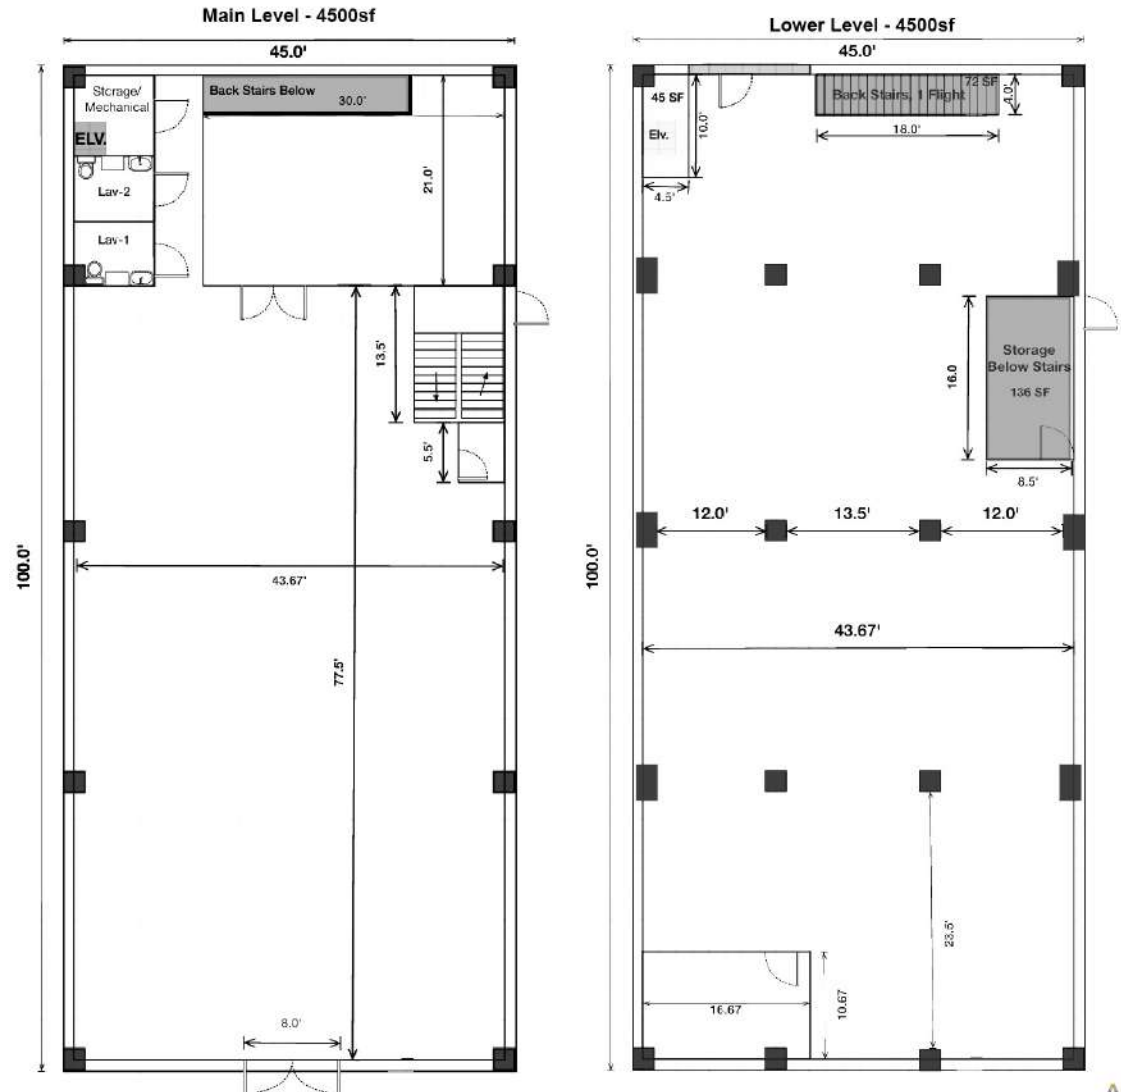 Main Level - 4500sf
45.0'
Storage/
Mechanical
ELV.
Lav-2
Lav-1
Back Stairs Below
30.0'
21.0'
13.5'
5.5'
100.0'
43.67'
77.5'
8.0'
Lower Level - 4500sf
45.0'
45 SF
Elv.
10.0'
4.5'
72 SF
Back Stairs, 1 Flight
4.0'
18.0'
16.0
Storage
Below Stairs
136 SF
8.5'
12.0'
13.5'
12.0'
100.0'
43.67'
23.5'
16.67
10.67